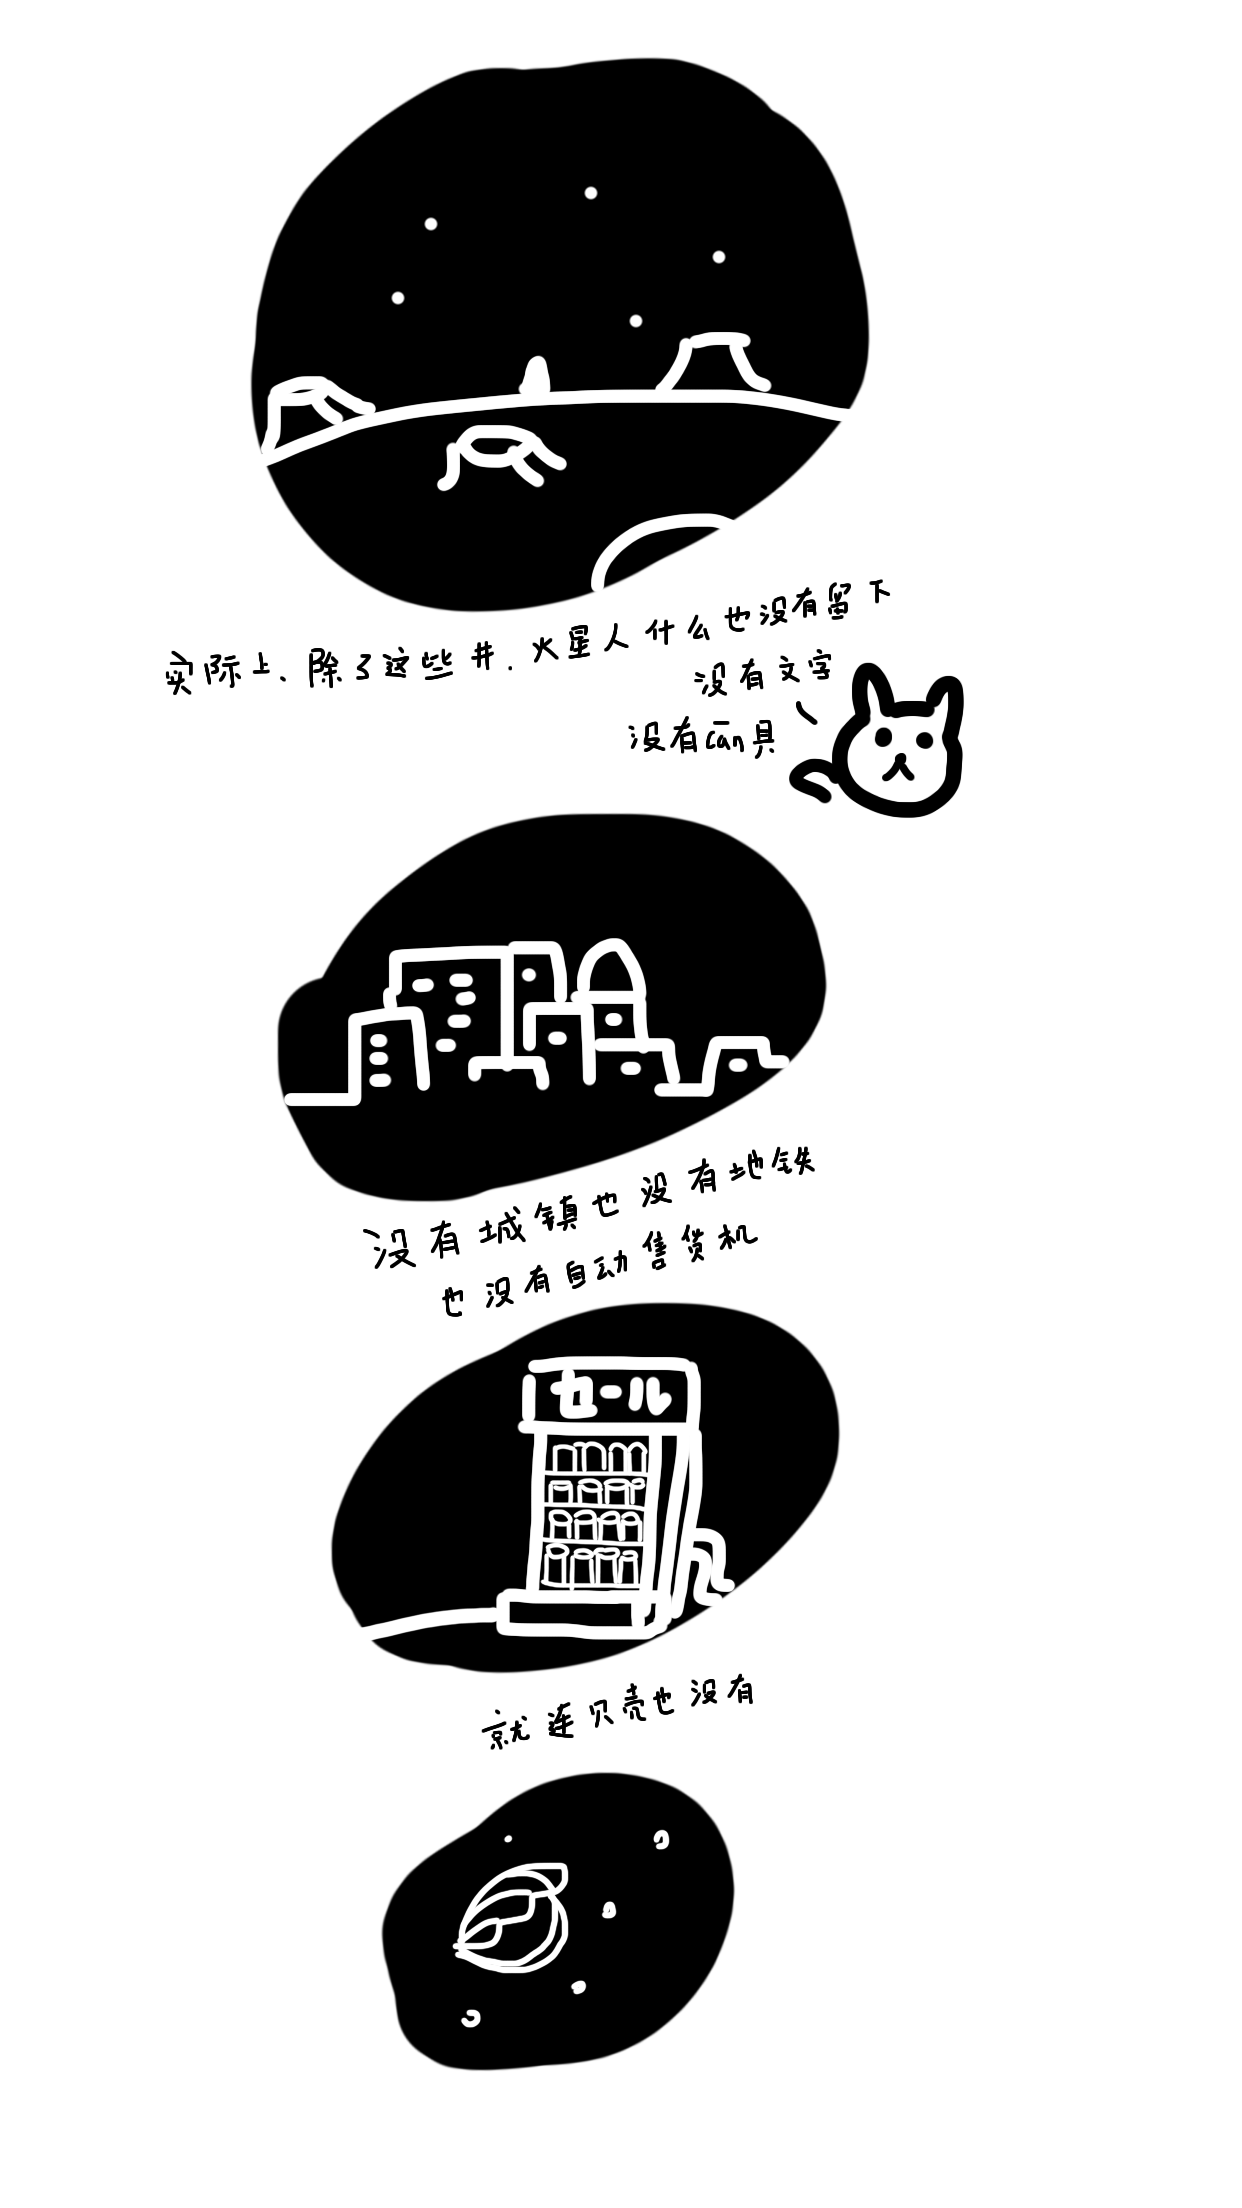 实际上、除了这些井.火星人什么也没有留下
没有文字
没有cān具
没有城镇也没有地铁
也没有自动售货机
セール
就连贝壳也没有